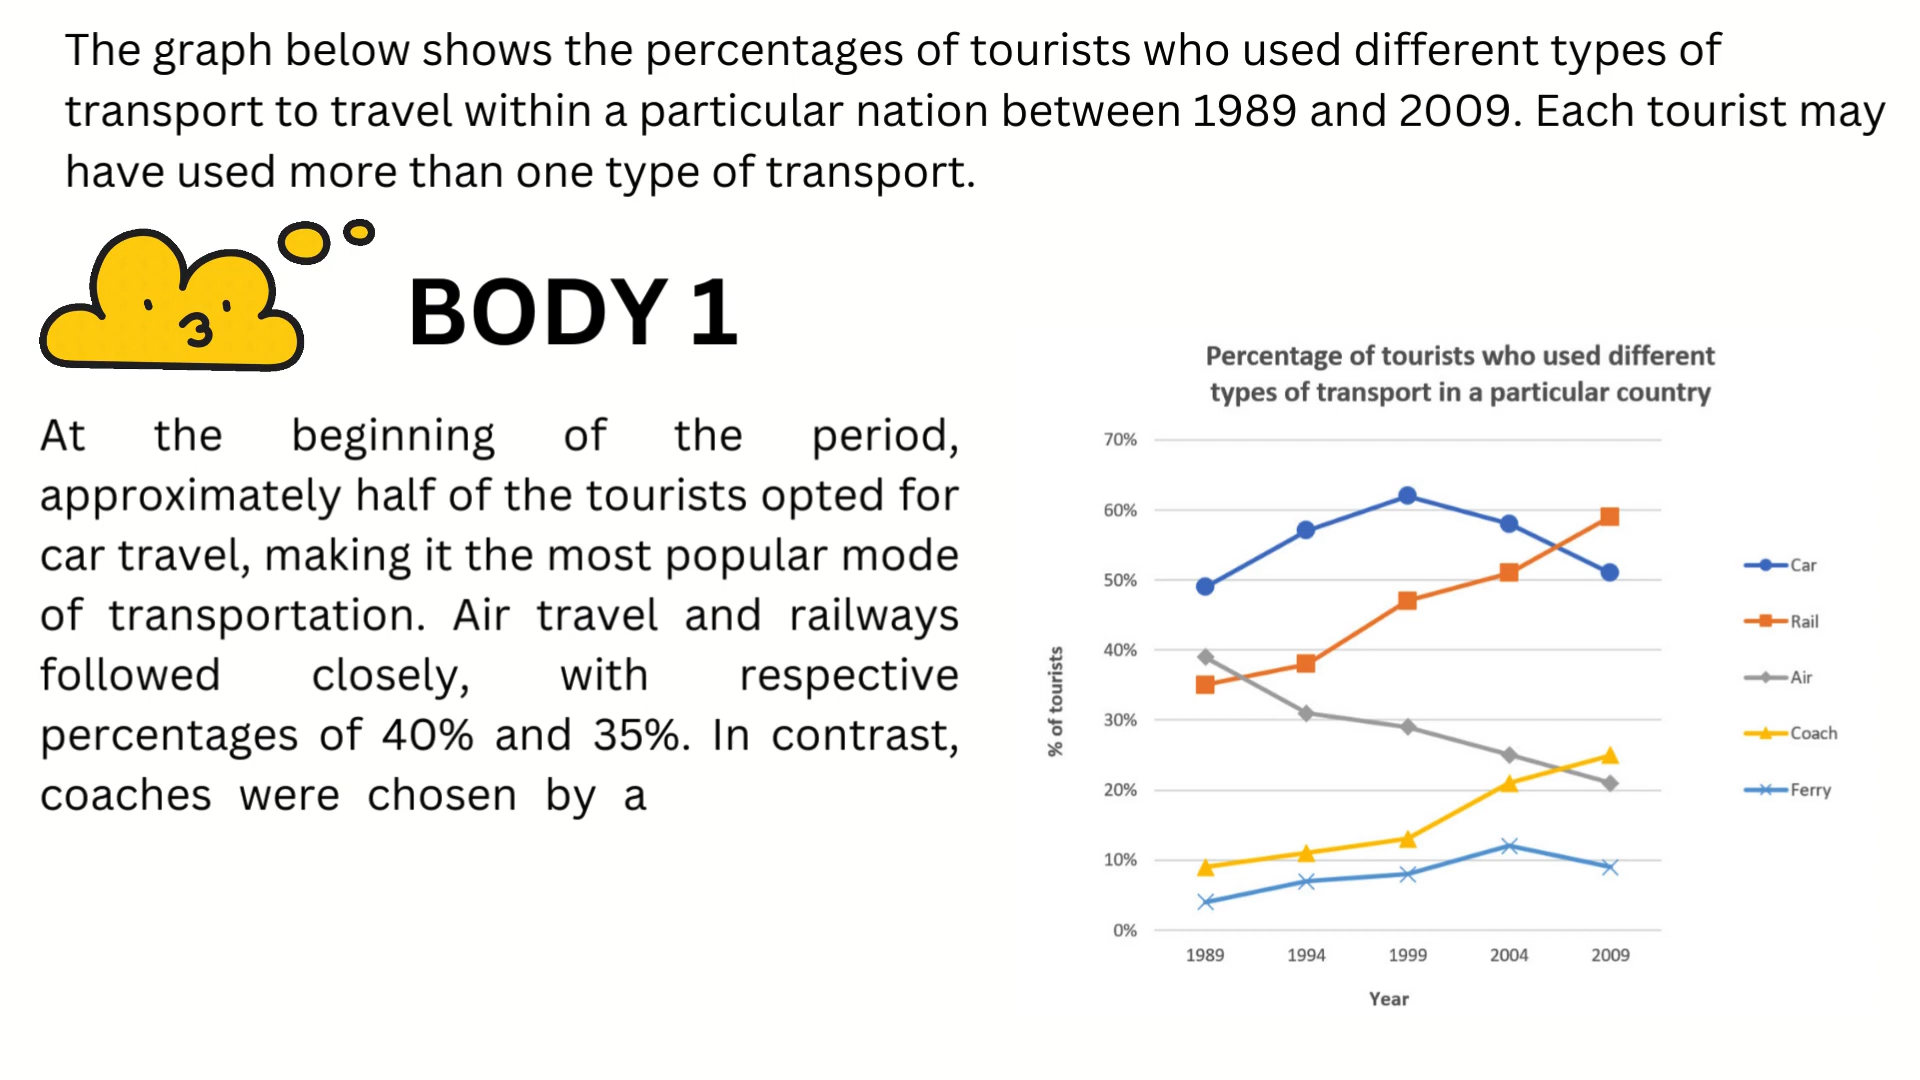 The graph below shows the percentages of tourists who used different types of
transport to travel within a particular nation between 1989 and 2009. Each tourist may
have used more than one type of transport.
BODY 1
At the beginning of the period,
approximately half of the tourists opted for
car travel, making it the most popular mode
of transportation. Air travel and railways
followed closely, with respective
percentages of 40% and 35%. In contrast,
coaches were chosen by a
Percentage of tourists who used different
types of transport in a particular country
70%
60%
50%
40%
30%
20%
10%
0%
% of tourists
1989 1994 1999 2004 2009
Year
Car
Rail
Air
Coach
Ferry